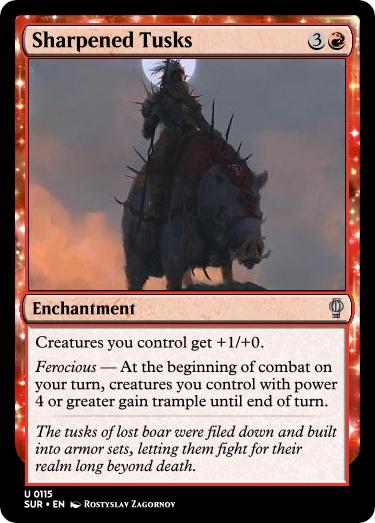 Sharpened Tusks 3
Enchantment
Creatures you control get +1/+0.
Ferocious — At the beginning of combat on
your turn, creatures you control with power
4 or greater gain trample until end of turn.
The tusks of lost boar were filed down and built
into armor sets, letting them fight for their
realm long beyond death.
U 0115
SUR • EN Rostyslav Zagornov